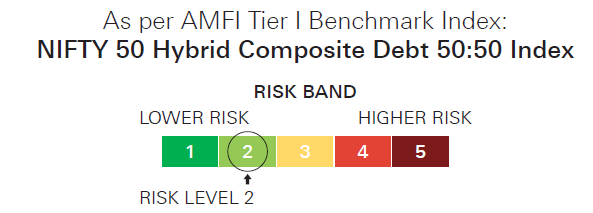 As per AMFI Tier I Benchmark Index:
NIFTY 50 Hybrid Composite Debt 50:50 Index
RISK BAND
LOWER RISK HIGHER RISK
1 2 3 4 5
RISK LEVEL 2